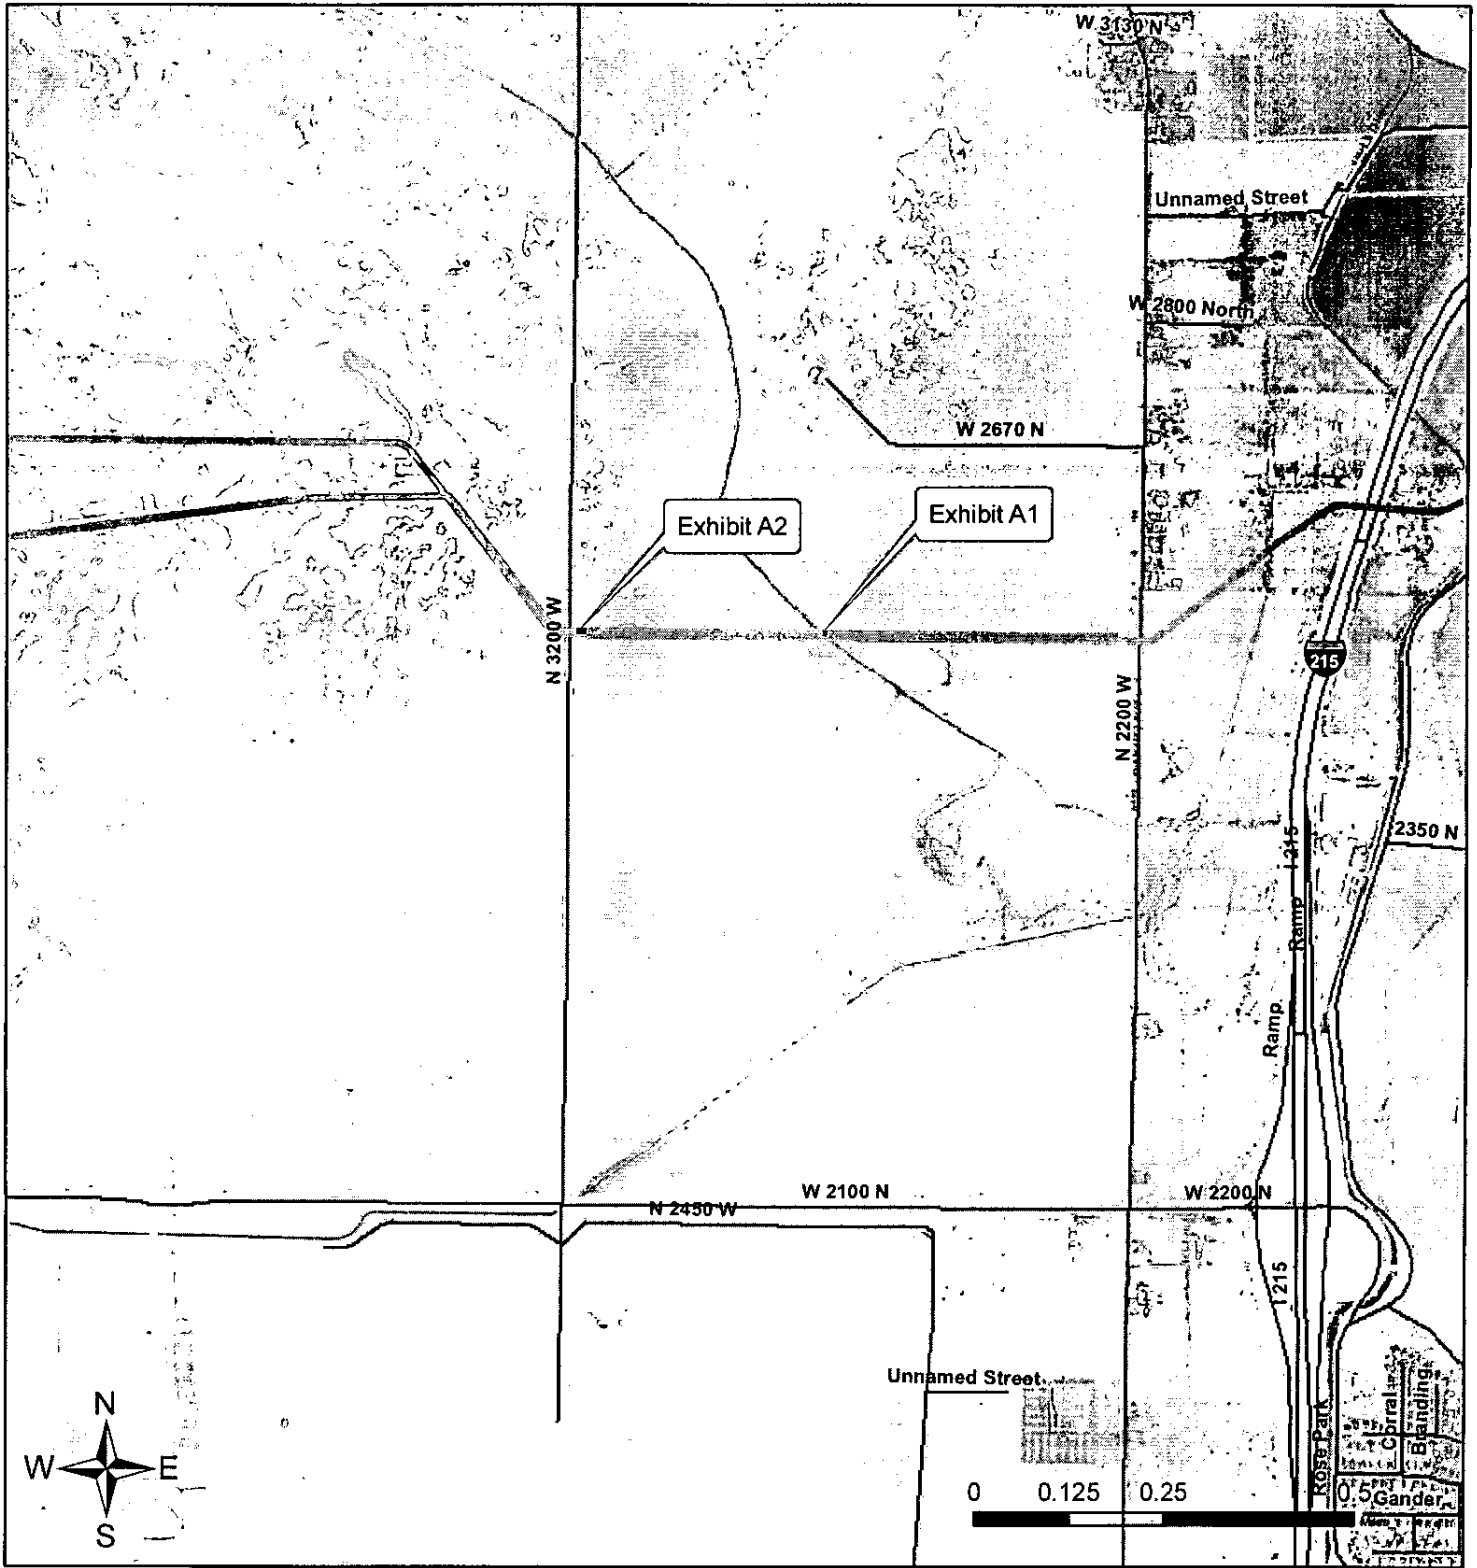 W 3130 N
Unnamed Street
W 2800 North
W 2670 N
Exhibit A2
Exhibit A1
N 3200 W
215
N 2200 W
2350 N
I 215
Ramp
Ramp
W 2100 N
W 2200 N
N 2450 W
I 215
Unnamed Street
Rose Park
Corral
Branding
N
W
E
S
0 0.125 0.25 0.5
Gander